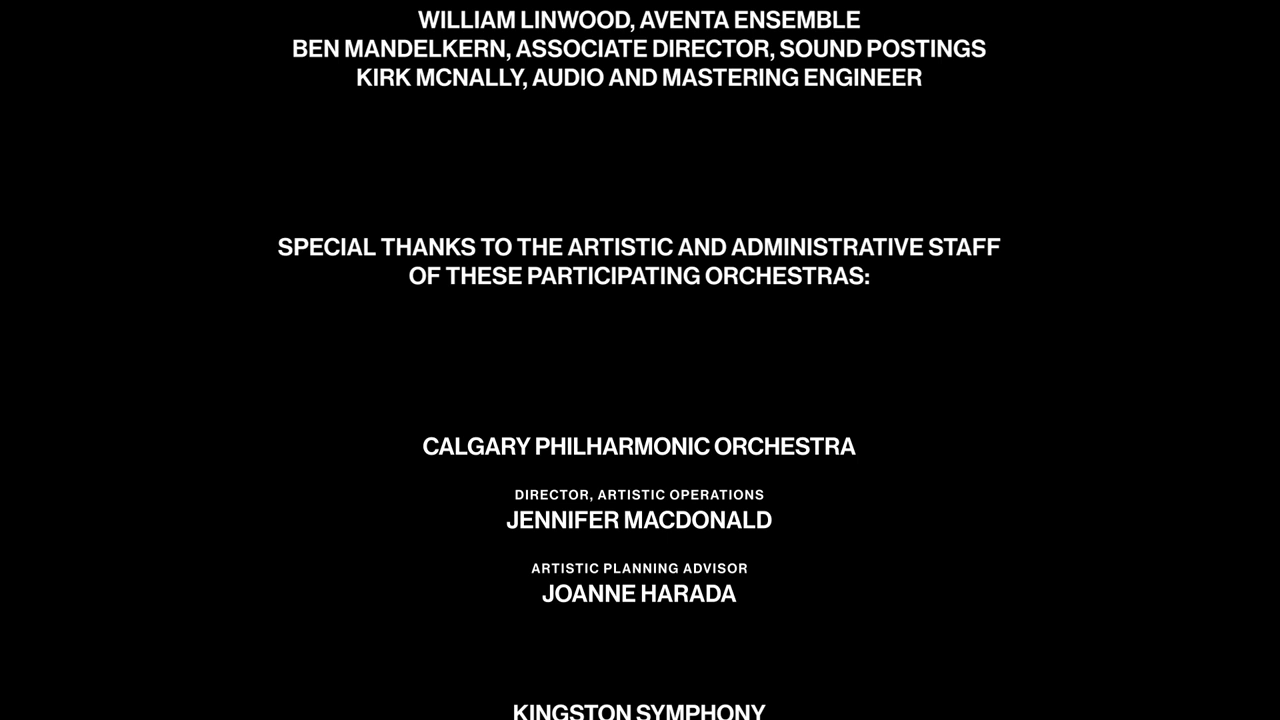 WILLIAM LINWOOD, AVENTA ENSEMBLE
BEN MANDELKERN, ASSOCIATE DIRECTOR, SOUND POSTINGS
KIRK MCNALLY, AUDIO AND MASTERING ENGINEER
SPECIAL THANKS TO THE ARTISTIC AND ADMINISTRATIVE STAFF
OF THESE PARTICIPATING ORCHESTRAS:
CALGARY PHILHARMONIC ORCHESTRA
DIRECTOR, ARTISTIC OPERATIONS
JENNIFER MACDONALD
ARTISTIC PLANNING ADVISOR
JOANNE HARADA
KINGSTON SYMPHONY